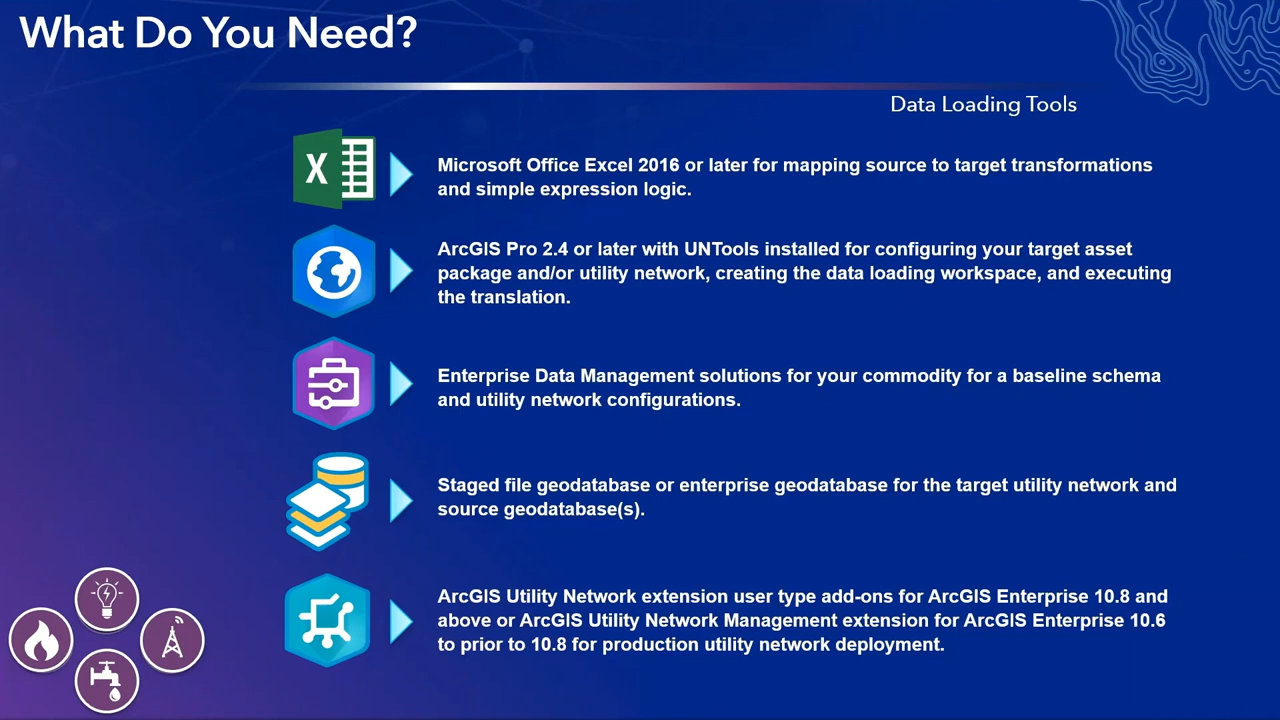 What Do You Need?
Data Loading Tools
X
Microsoft Office Excel 2016 or later for mapping source to target transformations
and simple expression logic.
ArcGIS Pro 2.4 or later with UNTools installed for configuring your target asset
package and/or utility network, creating the data loading workspace, and executing
the translation.
Enterprise Data Management solutions for your commodity for a baseline schema
and utility network configurations.
Staged file geodatabase or enterprise geodatabase for the target utility network and
source geodatabase(s).
ArcGIS Utility Network extension user type add-ons for ArcGIS Enterprise 10.8 and
above or ArcGIS Utility Network Management extension for ArcGIS Enterprise 10.6
to prior to 10.8 for production utility network deployment.